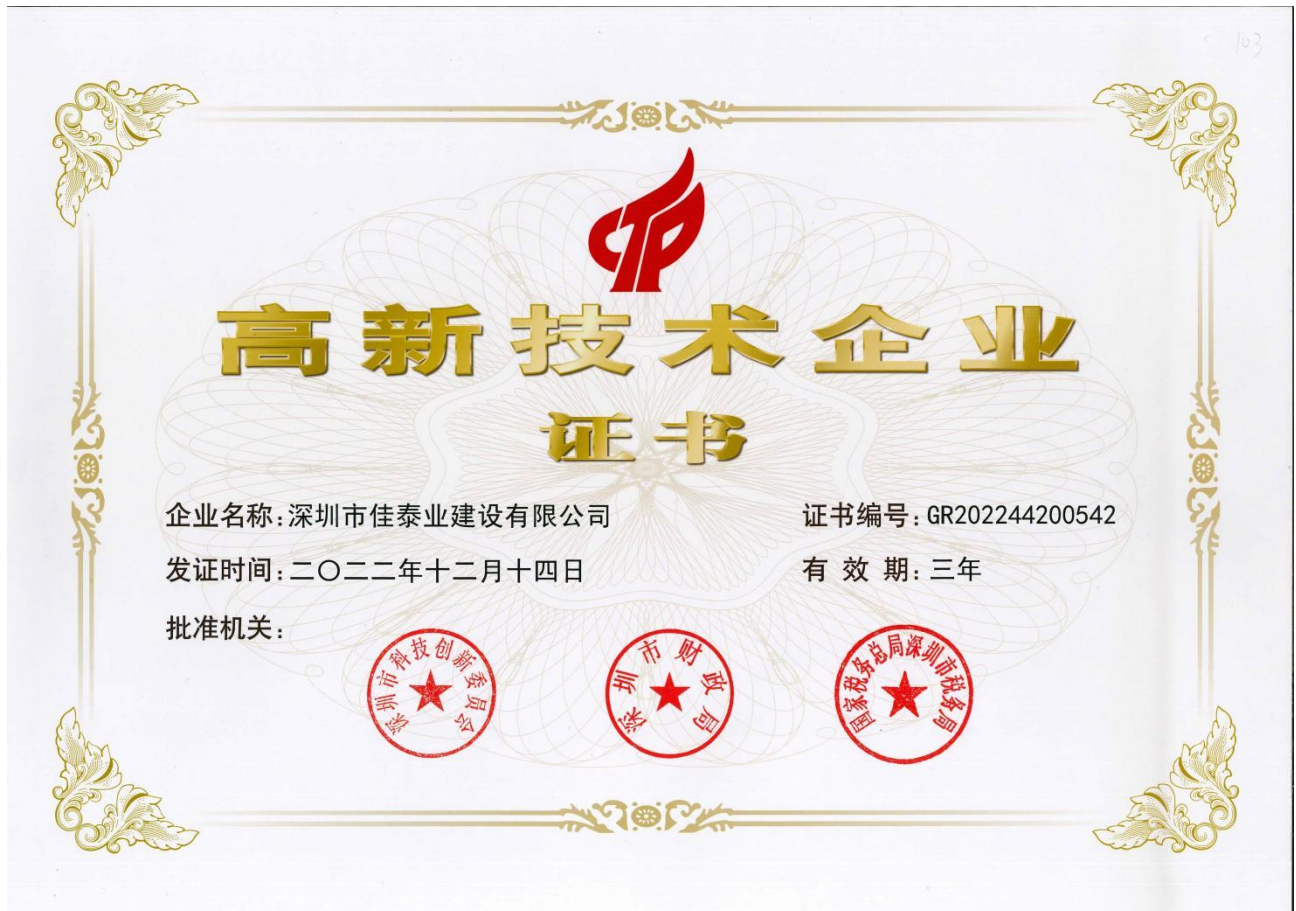 103
高新技术企业
证书
企业名称:深圳市佳泰业建设有限公司
证书编号:GR202244200542
发证时间:二〇二二年十二月十四日
有效期:三年
批准机关:
深圳市科技创新委员会
深圳市财政局
国家税务总局深圳市税务局